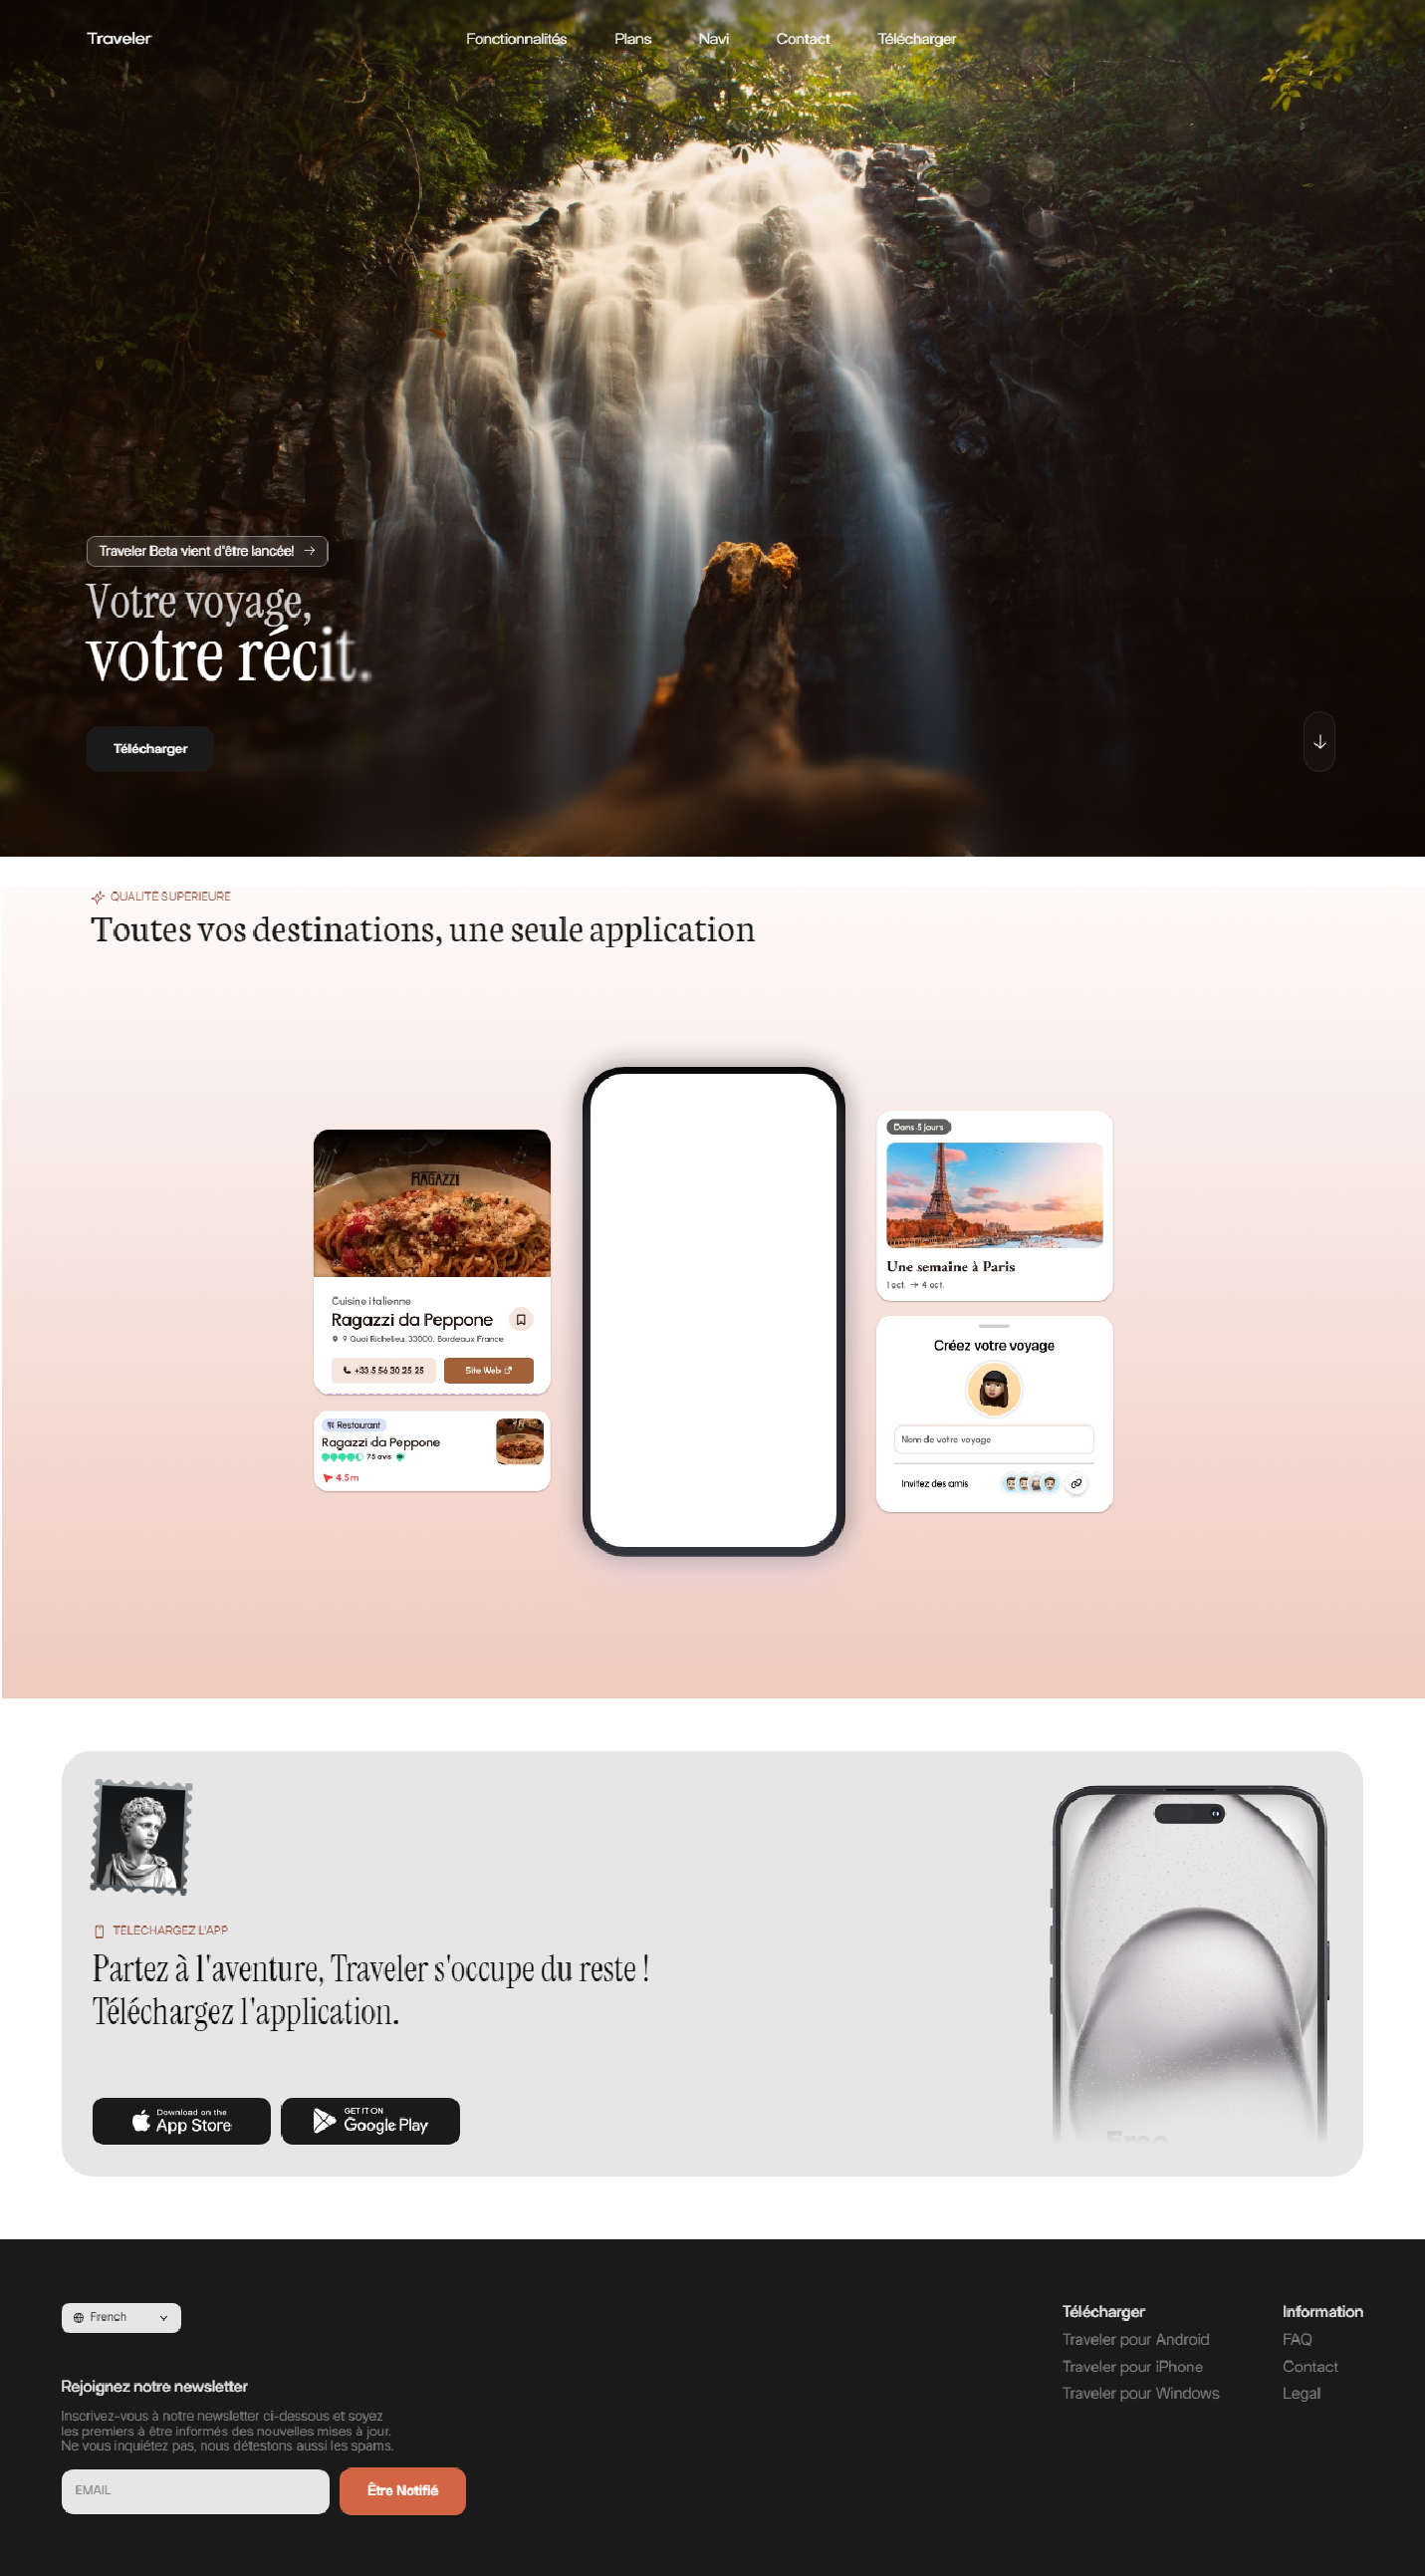 Traveler
Fonctionnalités
Plans
Navi
Contact
Télécharger
Traveler Beta vient d'être lancée!
Votre voyage,
votre récit.
Télécharger
QUALITÉ SUPÉRIEURE
Toutes vos destinations, une seule application
RAGAZZI
Cuisine italienne
Ragazzi da Peppone
9 Quai Richelieu, 33000, Bordeaux France
+33 5 56 30 25 25
Site Web
Restaurant
Ragazzi da Peppone
75 avis
4.5m
Dans 5 jours
Une semaine à Paris
1 oct. → 4 oct.
Créez votre voyage
Nom de votre voyage
Invitez des amis
TÉLÉCHARGEZ L'APP
Partez à l'aventure, Traveler s'occupe du reste !
Téléchargez l'application.
Download on the
App Store
GET IT ON
Google Play
French
Rejoignez notre newsletter
Inscrivez-vous à notre newsletter ci-dessous et soyez
les premiers à être informés des nouvelles mises à jour.
Ne vous inquiétez pas, nous détestons aussi les spams.
EMAIL
Être Notifié
Télécharger
Traveler pour Android
Traveler pour iPhone
Traveler pour Windows
Information
FAQ
Contact
Legal